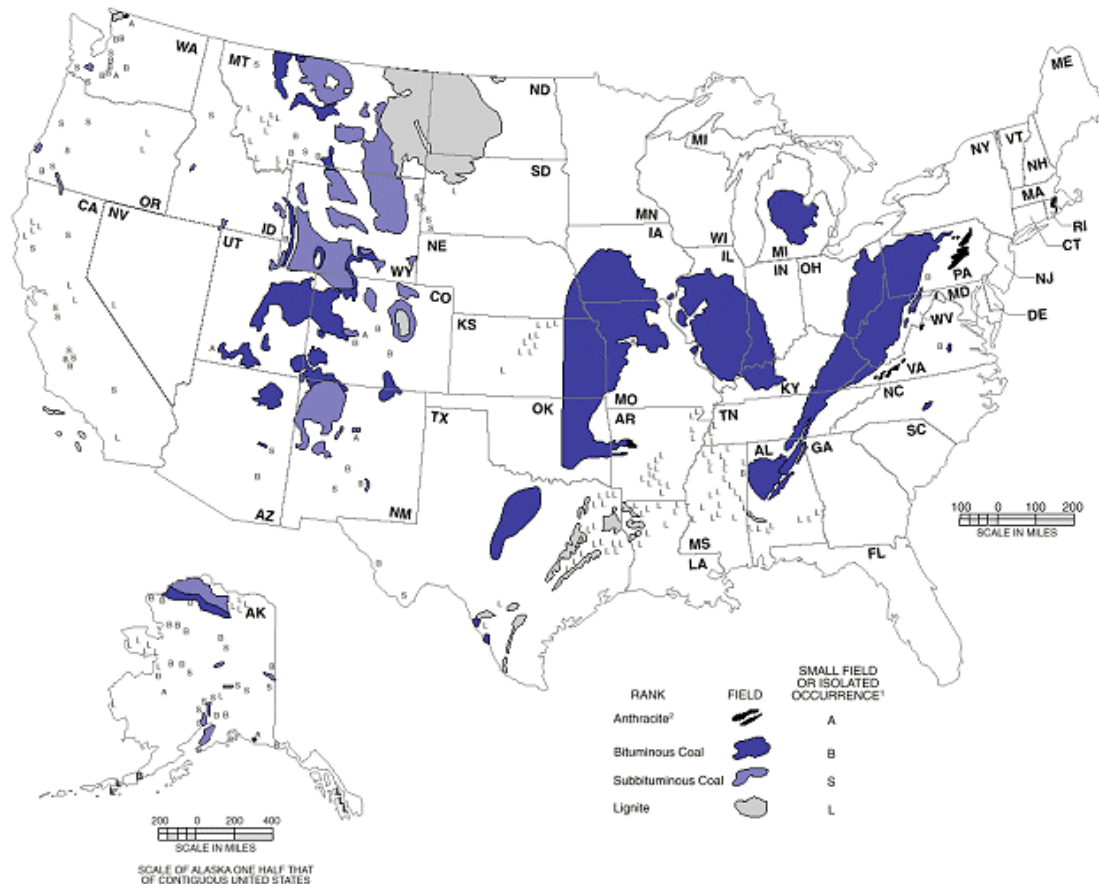 WA
MT
ND
ME
MI
NY
VT
NH
SD
MA
OR
ID
MN
CA
NV
IA
WI
RI
UT
WY
NE
MI
IL
IN
OH
PA
CT
NJ
CO
MD
DE
KS
WV
VA
KY
NC
MO
OK
TX
AR
TN
SC
AL
GA
AZ
NM
MS
LA
FL
100 0 100 200
SCALE IN MILES
AK
200 0 200 400
SCALE IN MILES
SCALE OF ALASKA ONE HALF THAT
OF CONTIGUOUS UNITED STATES
SMALL FIELD
OR ISOLATED
RANK FIELD OCCURRENCE¹
Anthracite² A
Bituminous Coal B
Subbituminous Coal S
Lignite L